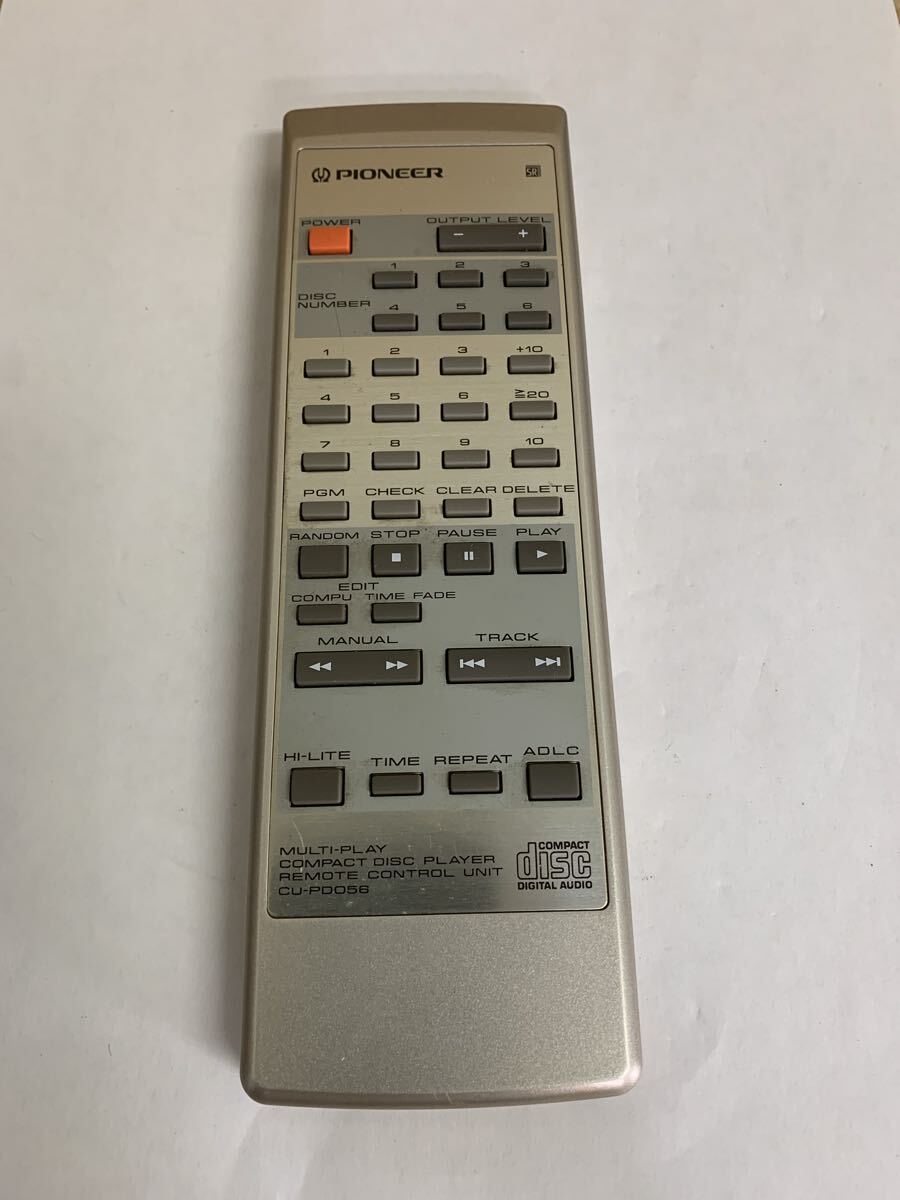 PIONEER SR
POWER OUTPUT LEVEL
- +
DISC NUMBER
1 2 3
4 5 6
1 2 3 +10
4 5 6 ≧20
7 8 9 10
PGM CHECK CLEAR DELETE
RANDOM STOP PAUSE PLAY
EDIT
COMPU TIME FADE
MANUAL TRACK
HI-LITE TIME REPEAT ADLC
MULTI-PLAY
COMPACT DISC PLAYER
REMOTE CONTROL UNIT
CU-PD056
COMPACT
disc
DIGITAL AUDIO